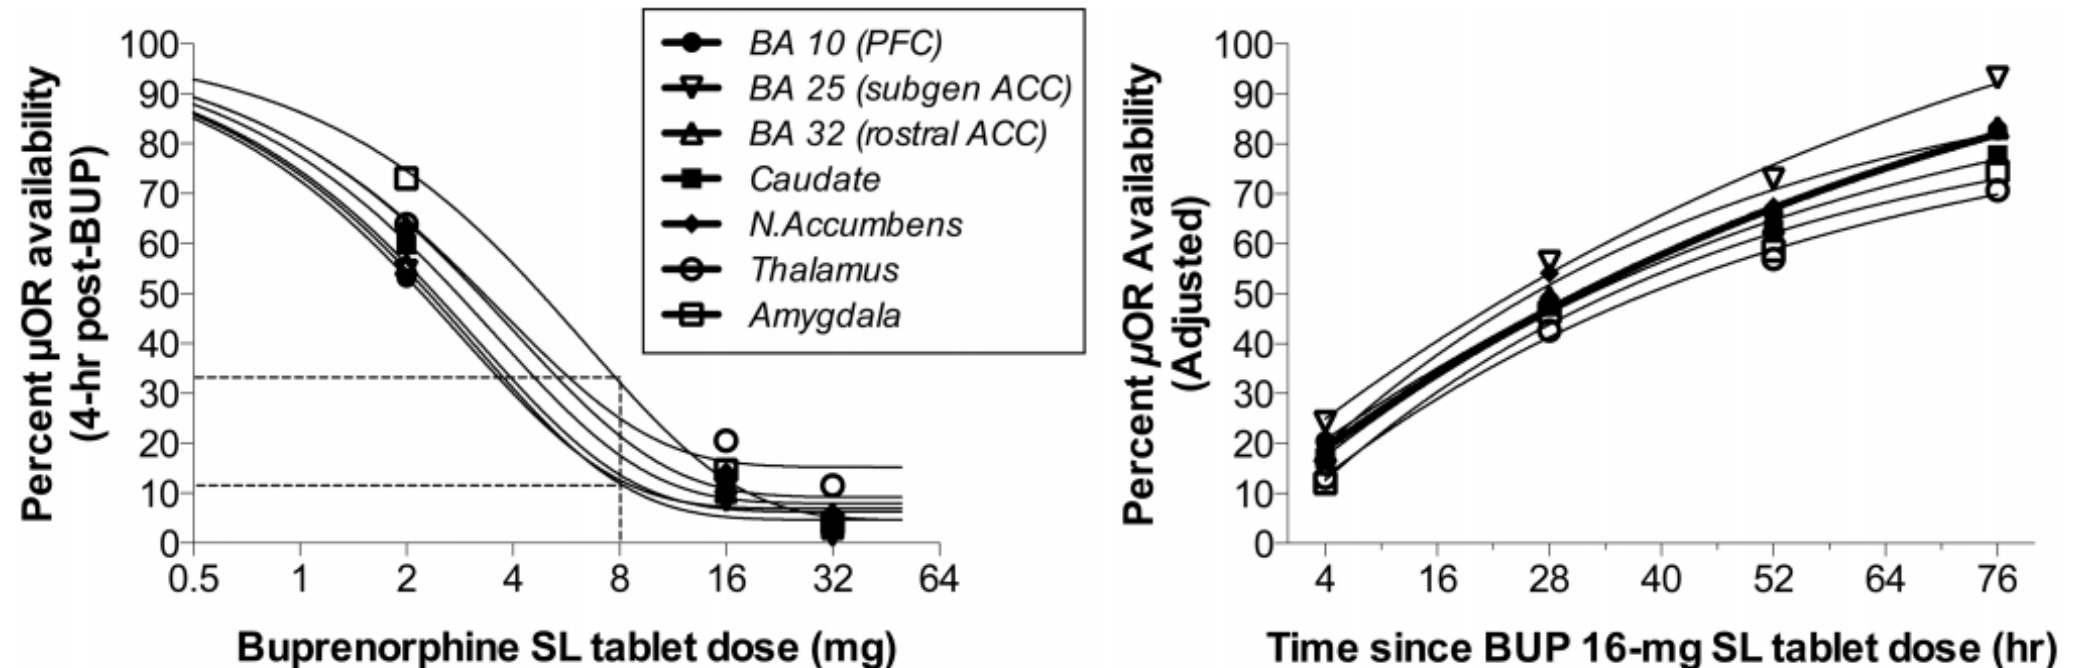 Percent µOR availability
(4-hr post-BUP)
100
90
80
70
60
50
40
30
20
10
0
0.5 1 2 4 8 16 32 64
Buprenorphine SL tablet dose (mg)
BA 10 (PFC)
BA 25 (subgen ACC)
BA 32 (rostral ACC)
Caudate
N.Accumbens
Thalamus
Amygdala
Percent µOR Availability
(Adjusted)
100
90
80
70
60
50
40
30
20
10
0
4 16 28 40 52 64 76
Time since BUP 16-mg SL tablet dose (hr)